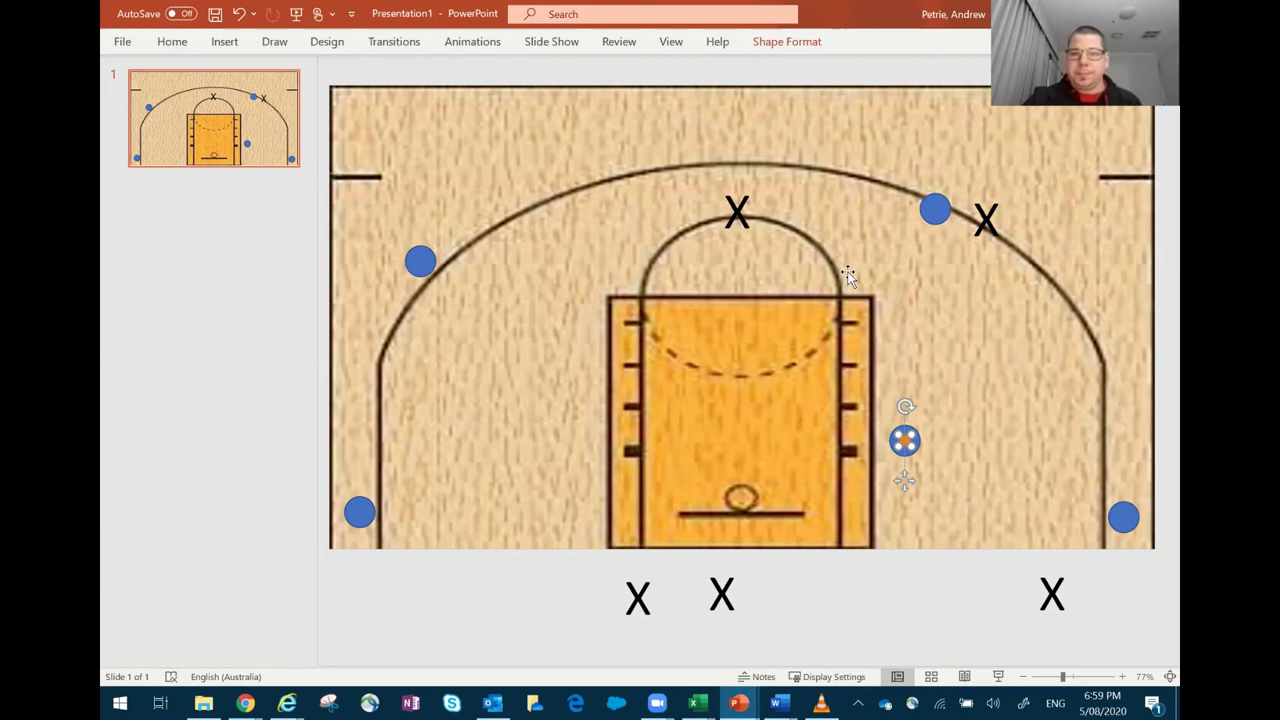 AutoSave Off Presentation1 - PowerPoint Search Petrie, Andrew
File Home Insert Draw Design Transitions Animations Slide Show Review View Help Shape Format
1
X
X
X X X
Slide 1 of 1 English (Australia) Notes Display Settings 77%
ENG 6:59 PM
5/08/2020